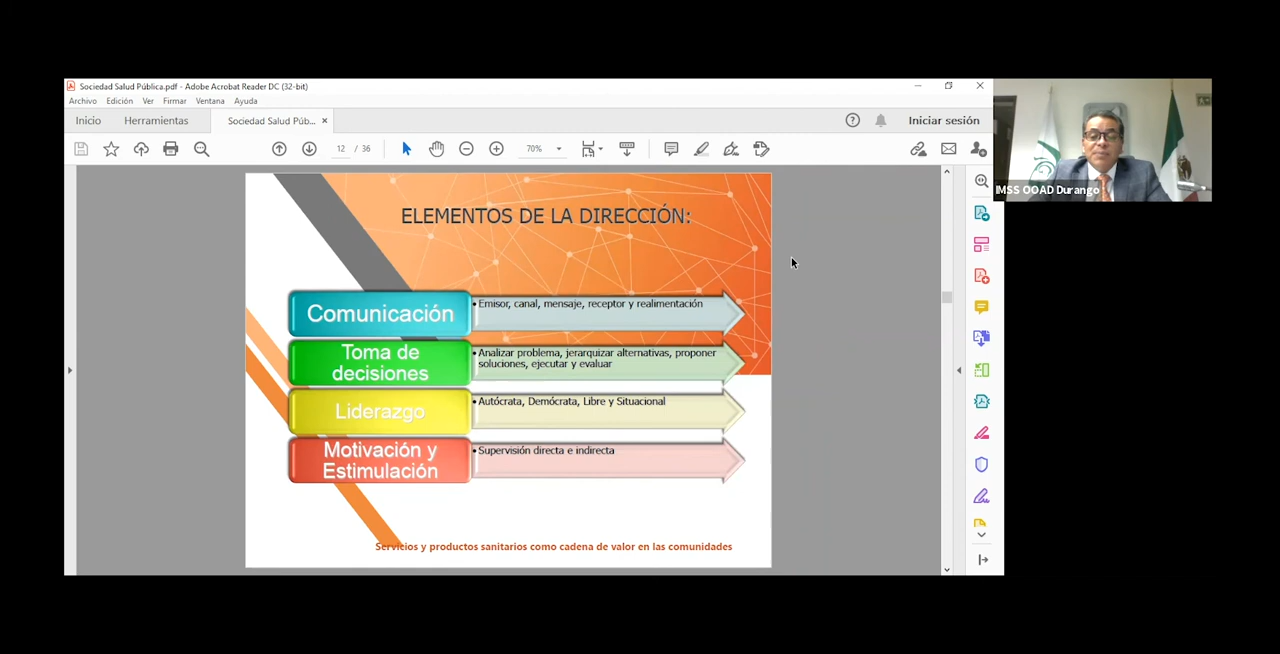 Sociedad Salud Pública.pdf - Adobe Acrobat Reader DC (32-bit)
Archivo Edición Ver Firmar Ventana Ayuda
Inicio Herramientas Sociedad Salud Púb... × Iniciar sesión
12 / 36 70%
IMSS OOAD Durango
ELEMENTOS DE LA DIRECCIÓN:
Comunicación
• Emisor, canal, mensaje, receptor y realimentación
Toma de
decisiones
• Analizar problema, jerarquizar alternativas, proponer
soluciones, ejecutar y evaluar
Liderazgo
• Autócrata, Demócrata, Libre y Situacional
Motivación y
Estimulación
• Supervisión directa e indirecta
Servicios y productos sanitarios como cadena de valor en las comunidades